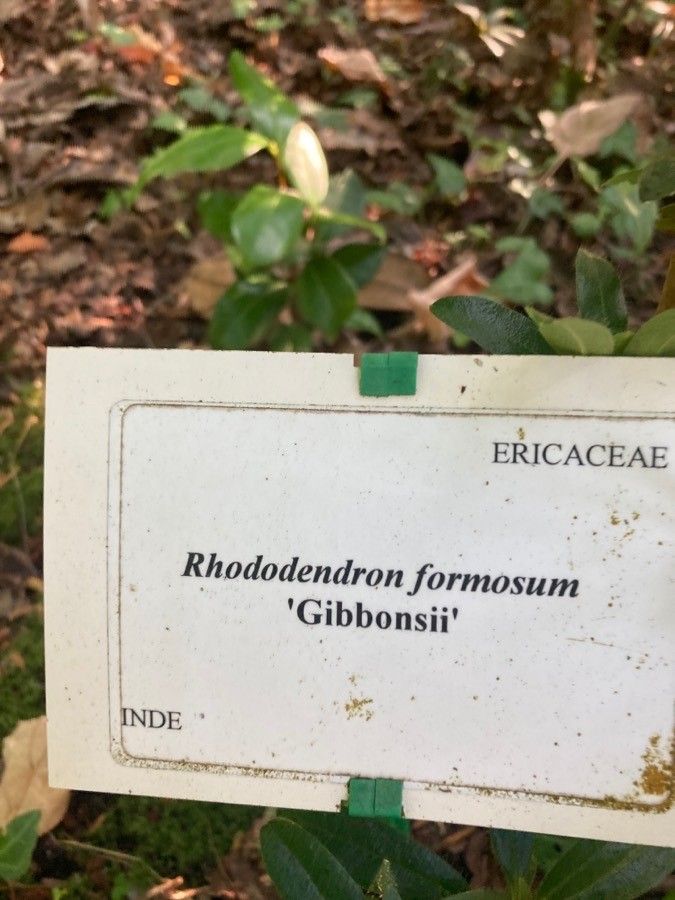 ERICACEAE
Rhododendron formosum
'Gibbonsii'
INDE